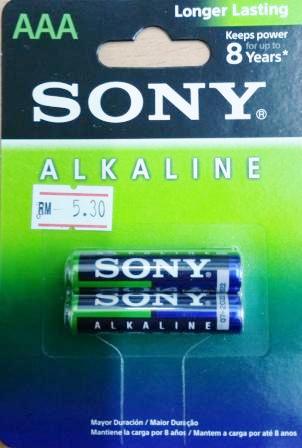 AAA
Longer Lasting
Keeps power
for up to
8 Years*
SONY®
ALKALINE
RM 5.30
SONY
SONY
ALKALINE
Mayor Duración / Maior Duração
Mantiene la carga por 8 años / Mantem a carga por até 8 anos